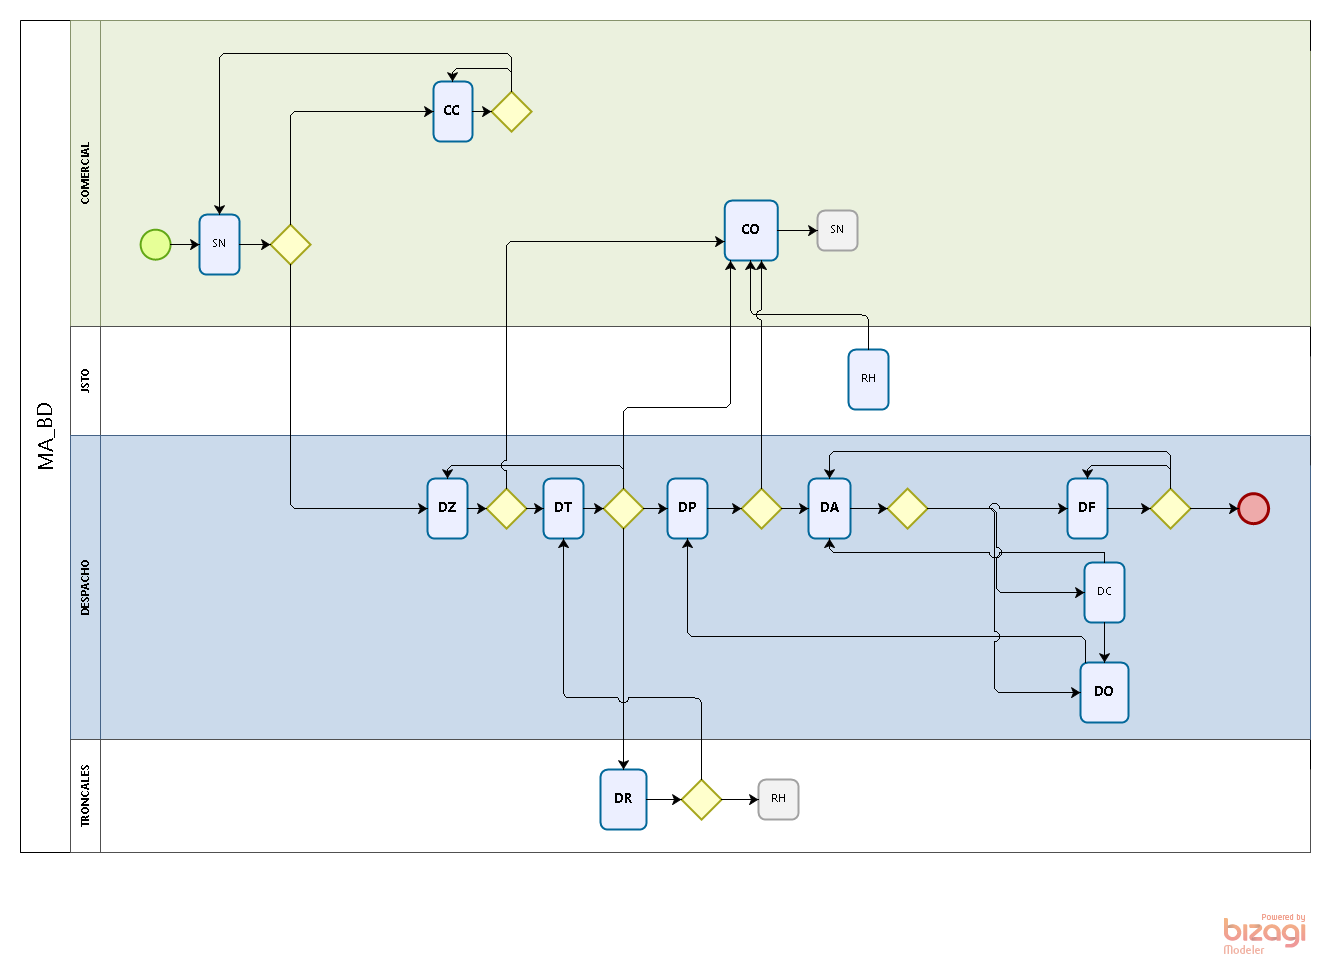 MA_BD
COMERCIAL
CC
SN
CO
SN
JSTO
RH
DESPACHO
DZ
DT
DP
DA
DF
DC
DO
TRONCALES
DR
RH
Powered by
bizagi
Modeler